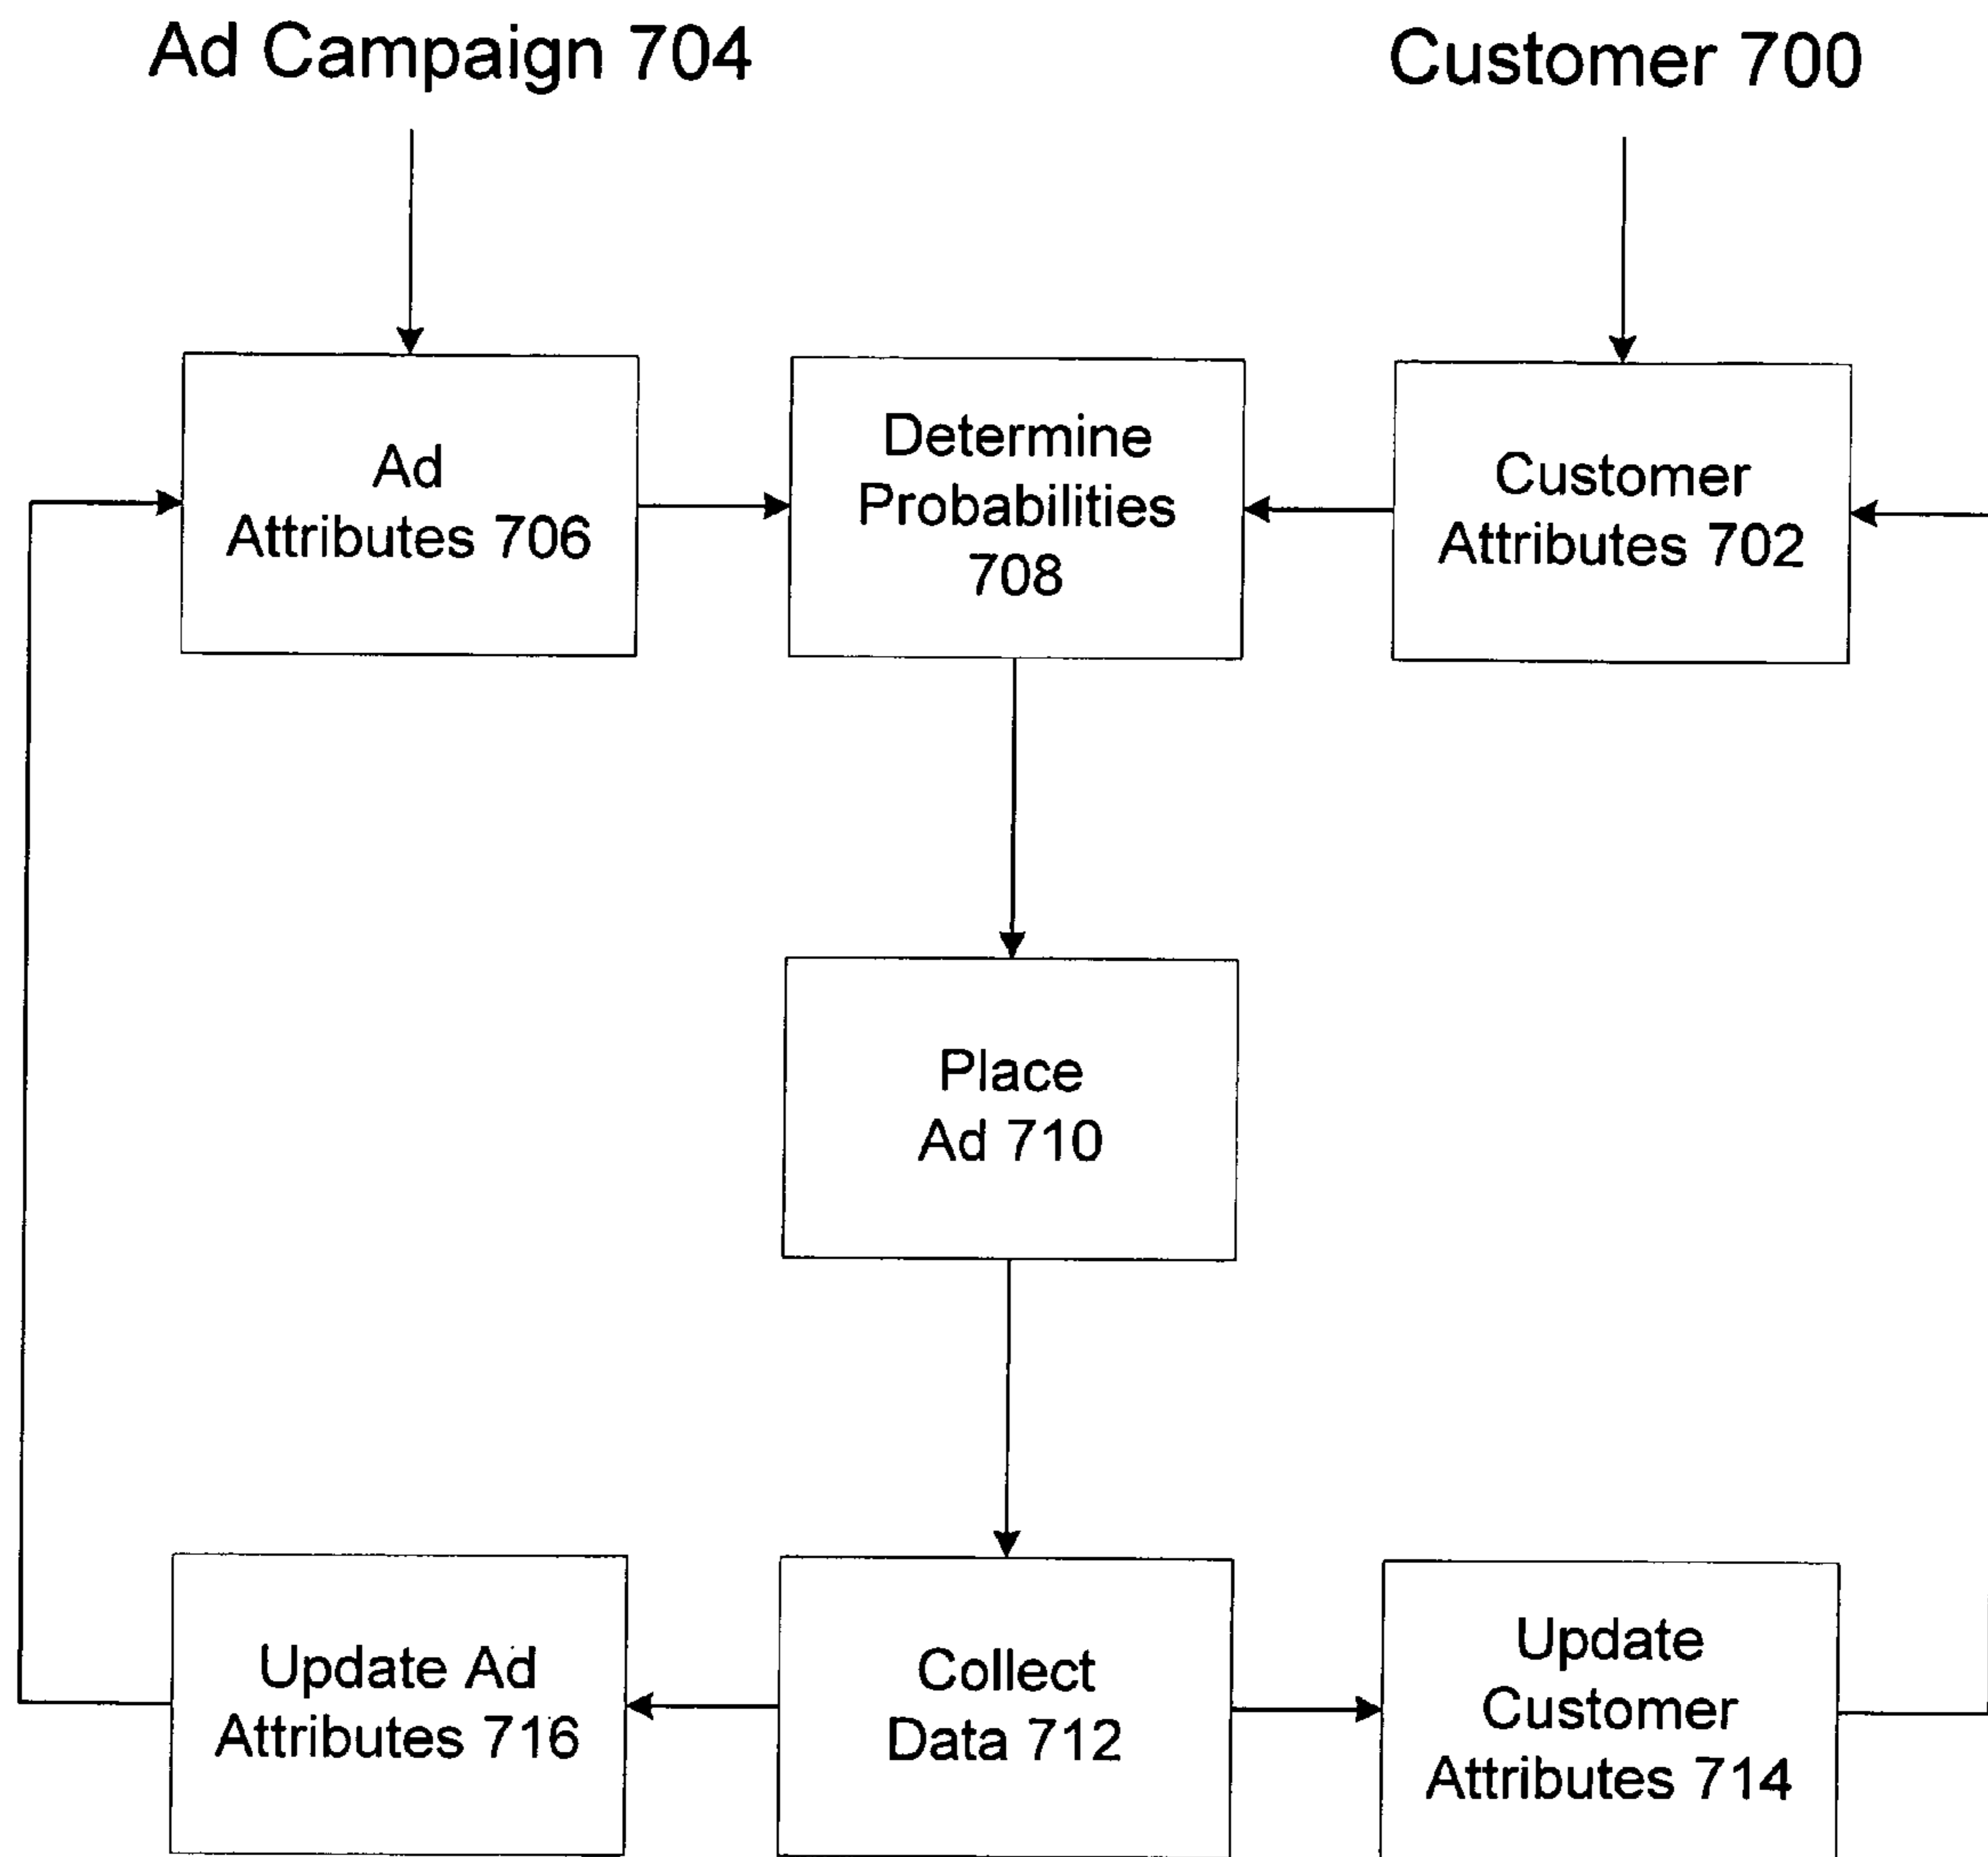 Ad Campaign 704
Customer 700
Ad
Attributes 706
Determine
Probabilities
708
Customer
Attributes 702
Place
Ad 710
Update Ad
Attributes 716
Collect
Data 712
Update
Customer
Attributes 714